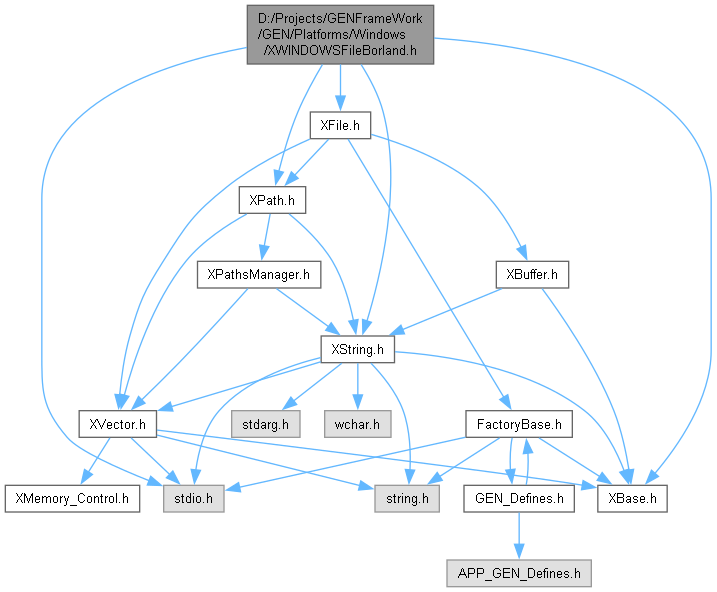 D:/Projects/GENFrameWork
/GEN/Platforms/Windows
/XWINDOWSFileBorland.h
XFile.h
XPath.h
XPathsManager.h
XBuffer.h
XString.h
XVector.h
stdarg.h
wchar.h
FactoryBase.h
XMemory_Control.h
stdio.h
string.h
GEN_Defines.h
XBase.h
APP_GEN_Defines.h